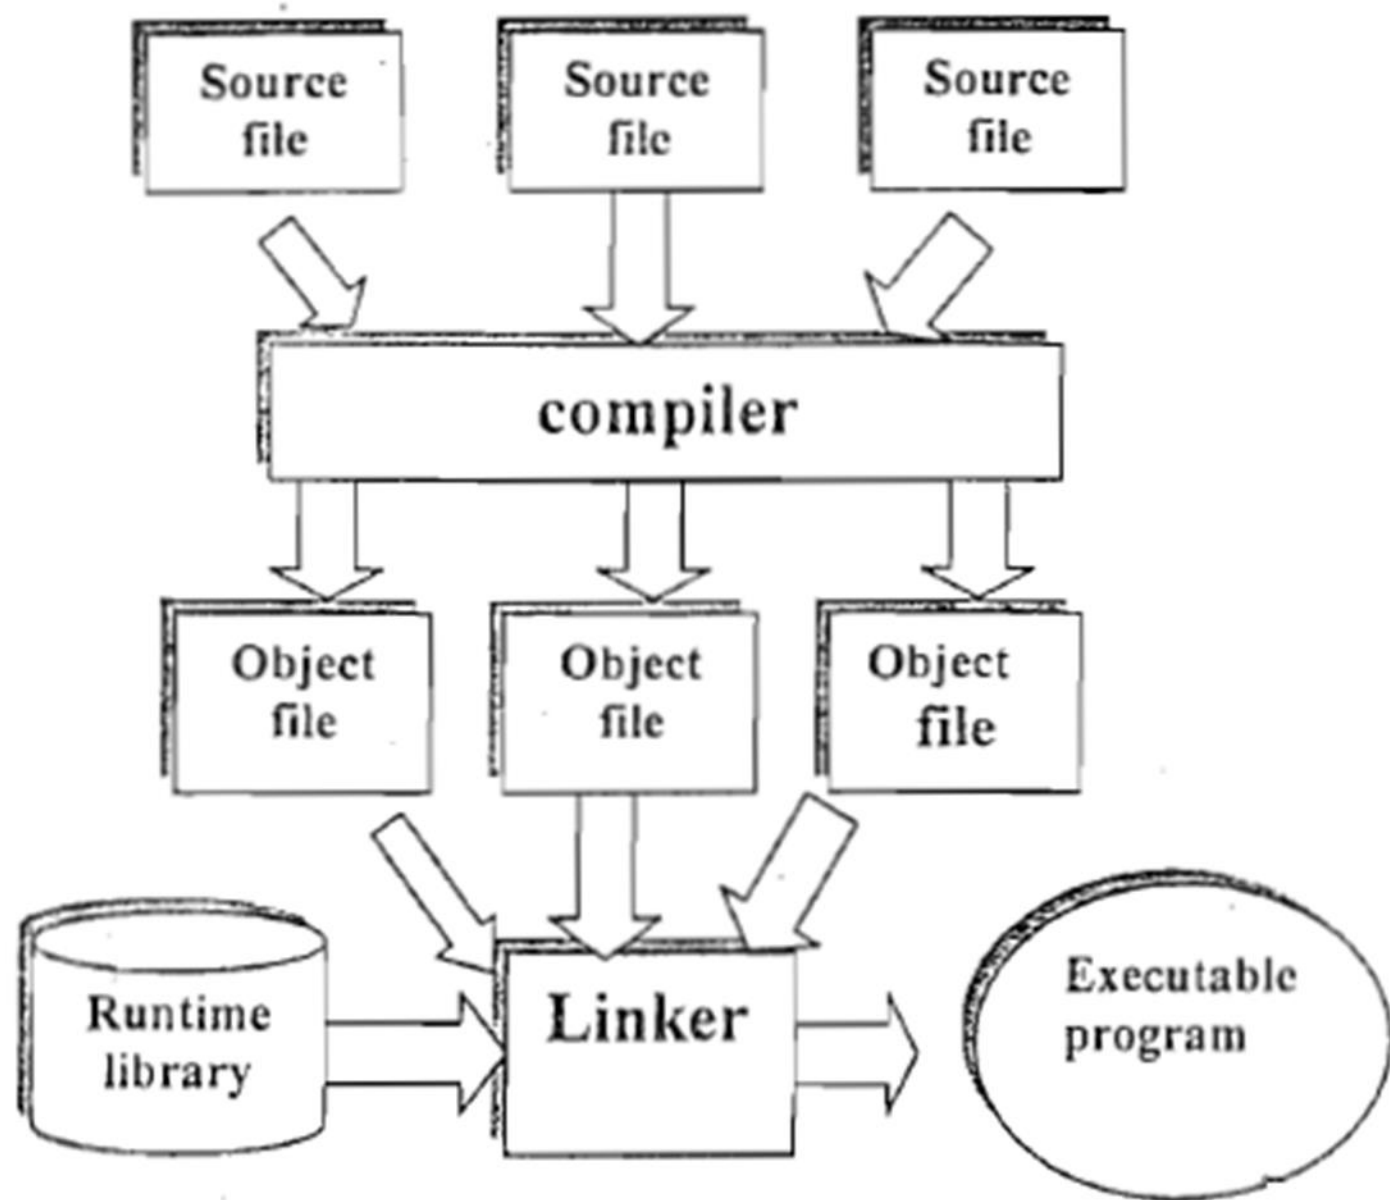 Source
file
Source
file
Source
file
compiler
Object
file
Object
file
Object
file
Runtime
library
Linker
Executable
program